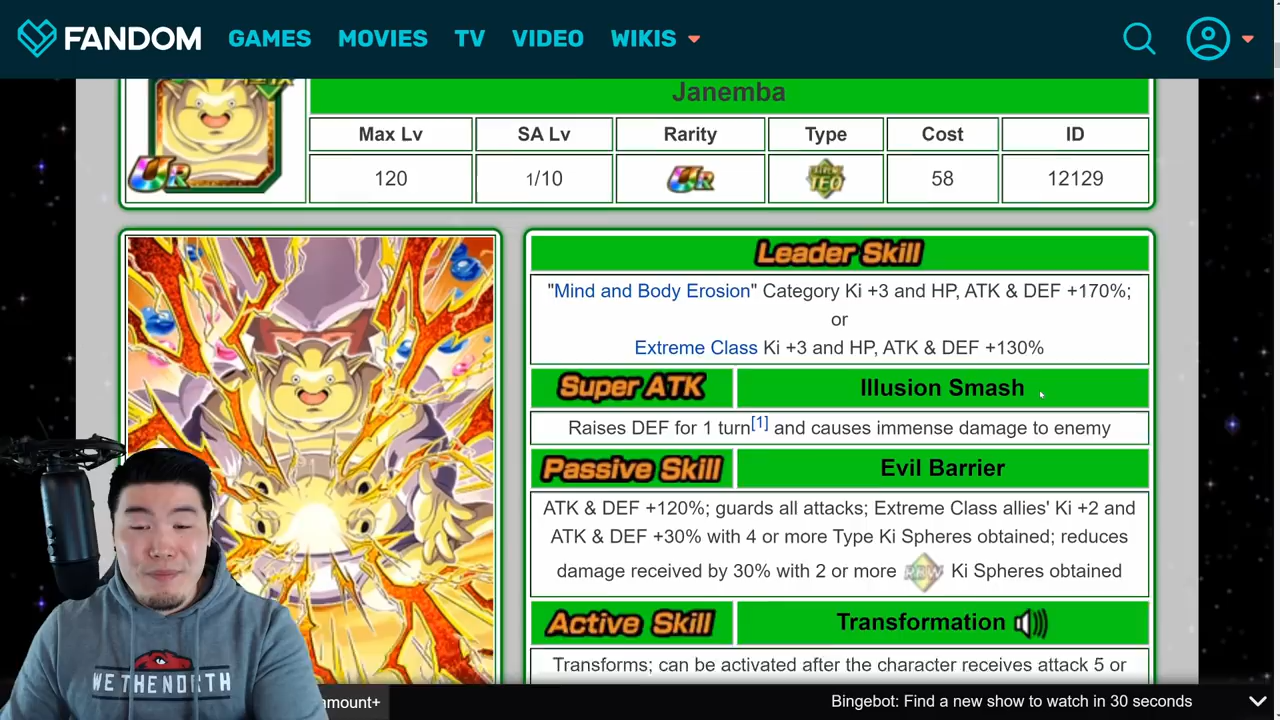 FANDOM GAMES MOVIES TV VIDEO WIKIS
Janemba
Max Lv SA Lv Rarity Type Cost ID
120 1/10 UR EXTREME TEQ 58 12129
UR
Leader Skill
"Mind and Body Erosion" Category Ki +3 and HP, ATK & DEF +170%;
or
Extreme Class Ki +3 and HP, ATK & DEF +130%
Super ATK Illusion Smash
Raises DEF for 1 turn[1] and causes immense damage to enemy
Passive Skill Evil Barrier
ATK & DEF +120%; guards all attacks; Extreme Class allies' Ki +2 and
ATK & DEF +30% with 4 or more Type Ki Spheres obtained; reduces
damage received by 30% with 2 or more RBW Ki Spheres obtained
Active Skill Transformation
Transforms; can be activated after the character receives attack 5 or
WE THE NORTH
amount+ Bingebot: Find a new show to watch in 30 seconds